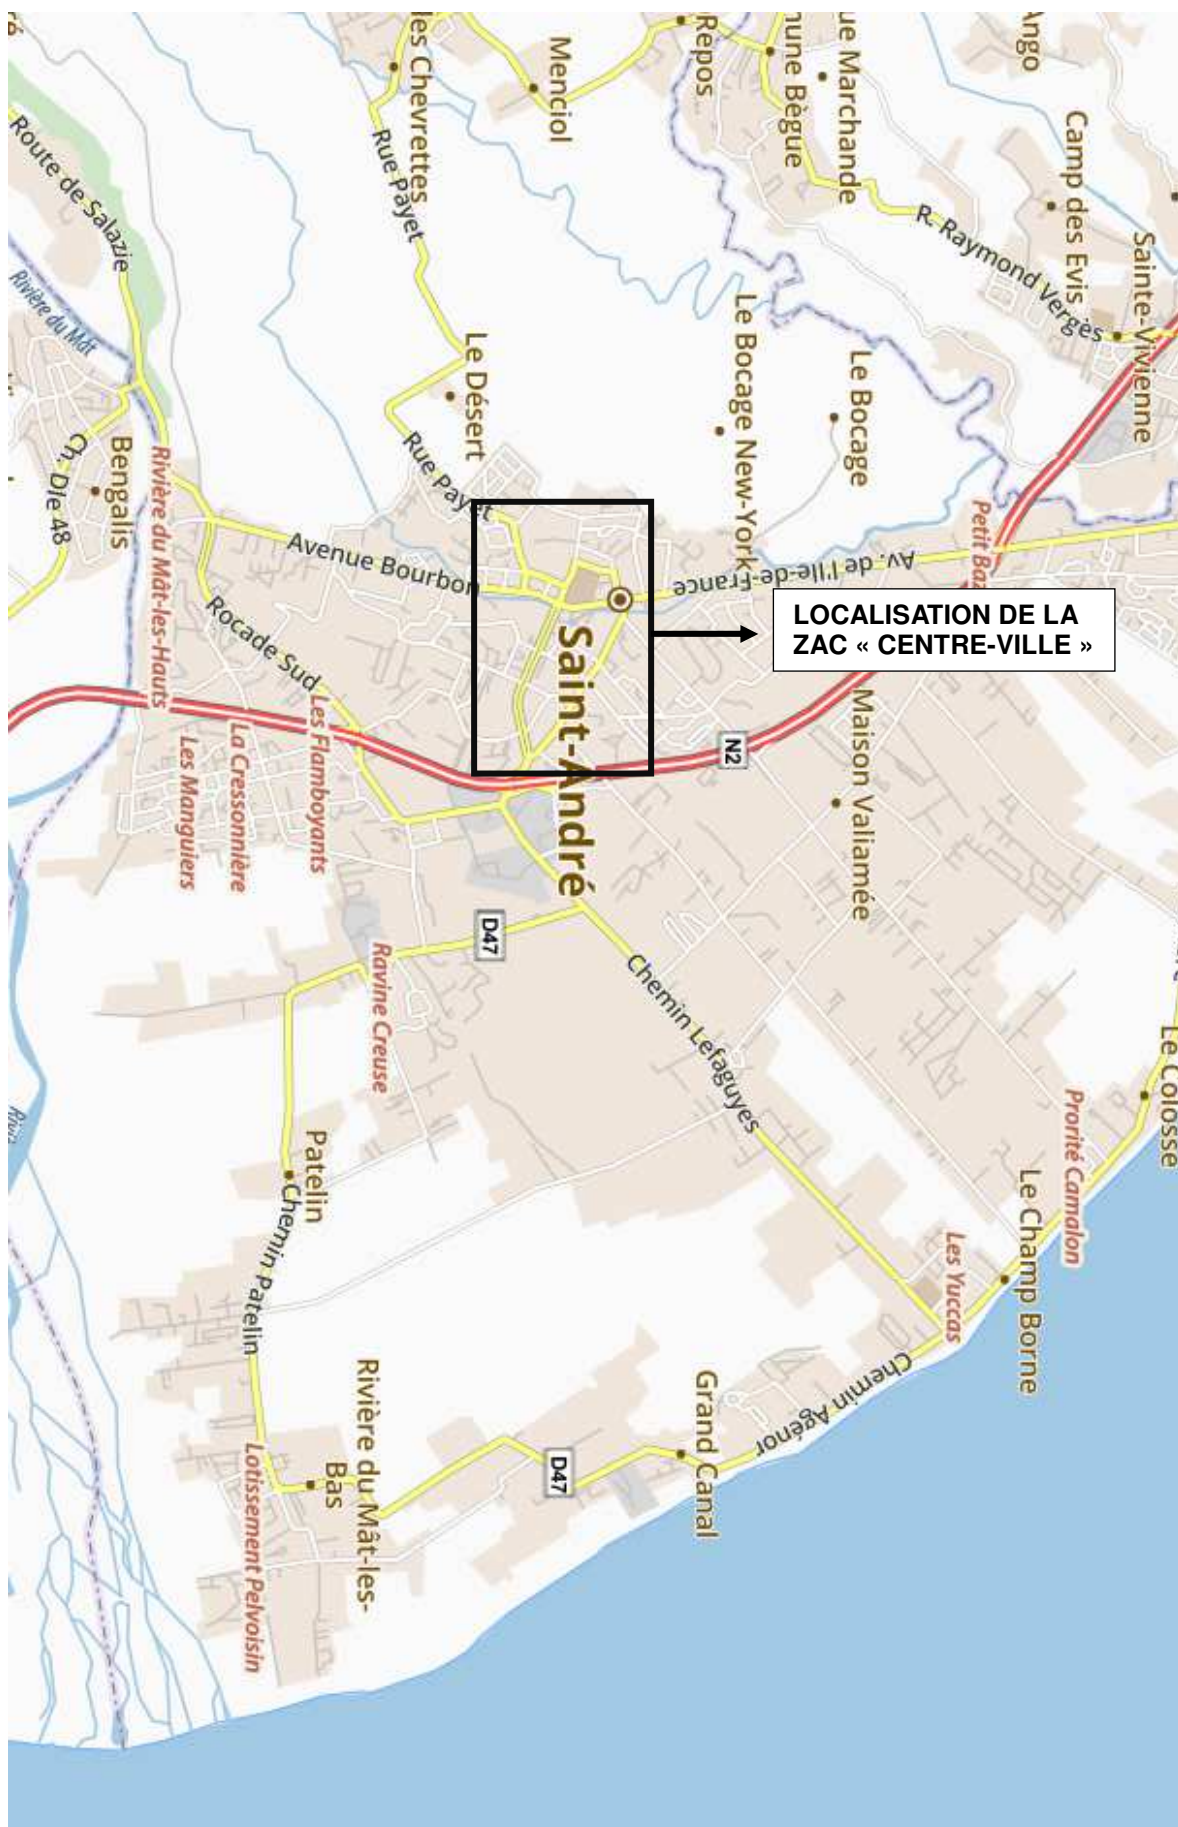 Ango
Camp des Evis
Sainte-Vivienne
ue Marchande
nune Bègue
Repos
R. Raymond Vergès
Menciol
les Chevrettes
Rue Payet
Le Bocage
Le Bocage New-York
Le Désert
Rue Payet
Route de Salazie
Rivière du Mât
Ch. Dle 48
Bengalis
Rivière du Mât-les-Hauts
Avenue Bourbon
Av. de l'Ile-de-France
Petit Baz
LOCALISATION DE LA
ZAC « CENTRE-VILLE »
Saint-André
Rocade Sud
Les Flamboyants
La Cressonnière
Les Manguiers
N2
Maison Valiamée
D47
Ravine Creuse
Chemin Lefaguyes
Le Colosse
Prorité Camalon
Le Champ Borne
Les Yuccas
Chemin Agénor
Grand Canal
D47
Patelin
Chemin Patelin
Rivière du Mât-les-
Bas
Lotissement Pelvoisin